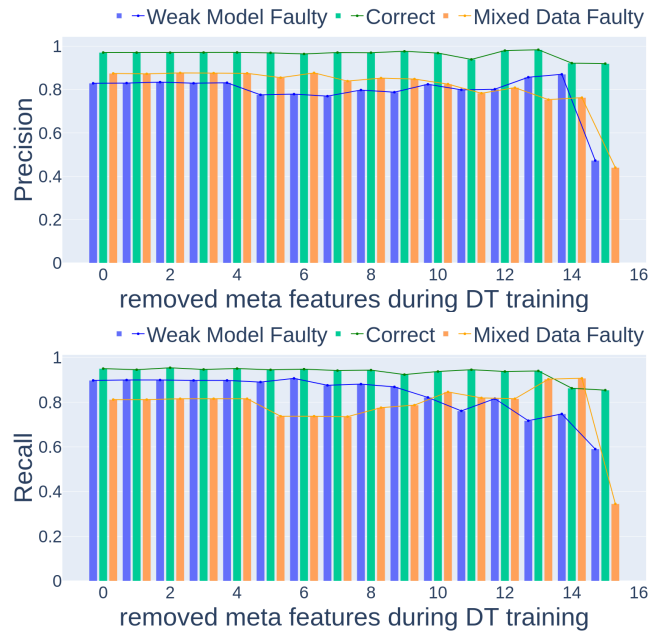 Weak Model Faulty Correct Mixed Data Faulty
1
0.8
0.6
0.4
0.2
0
Precision
0 2 4 6 8 10 12 14 16
removed meta features during DT training
Weak Model Faulty Correct Mixed Data Faulty
1
0.8
0.6
0.4
0.2
0
Recall
0 2 4 6 8 10 12 14 16
removed meta features during DT training